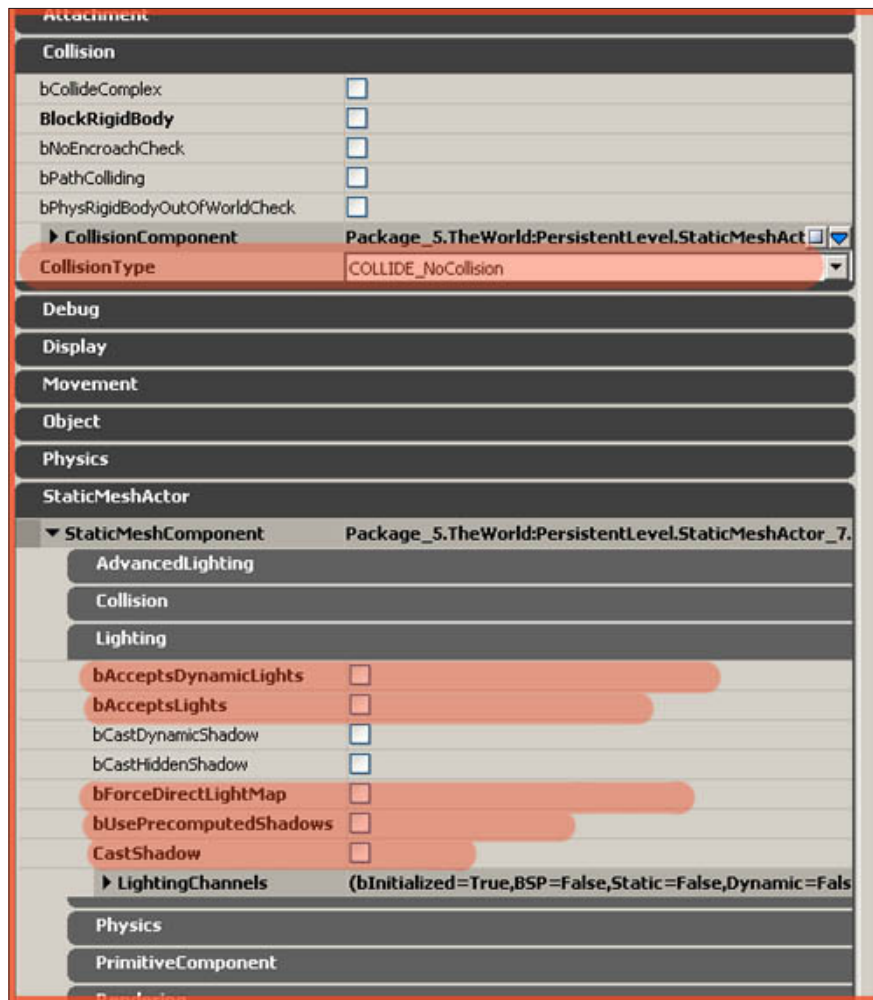 Attachment
Collision
bCollideComplex
BlockRigidBody
bNoEncroachCheck
bPathColliding
bPhysRigidBodyOutOfWorldCheck
CollisionComponent Package_5.TheWorld:PersistentLevel.StaticMeshAct
CollisionType COLLIDE_NoCollision
Debug
Display
Movement
Object
Physics
StaticMeshActor
StaticMeshComponent Package_5.TheWorld:PersistentLevel.StaticMeshActor_7.
AdvancedLighting
Collision
Lighting
bAcceptsDynamicLights
bAcceptsLights
bCastDynamicShadow
bCastHiddenShadow
bForceDirectLightMap
bUsePrecomputedShadows
CastShadow
LightingChannels (bInitialized=True,BSP=False,Static=False,Dynamic=Fals
Physics
PrimitiveComponent
Rendering